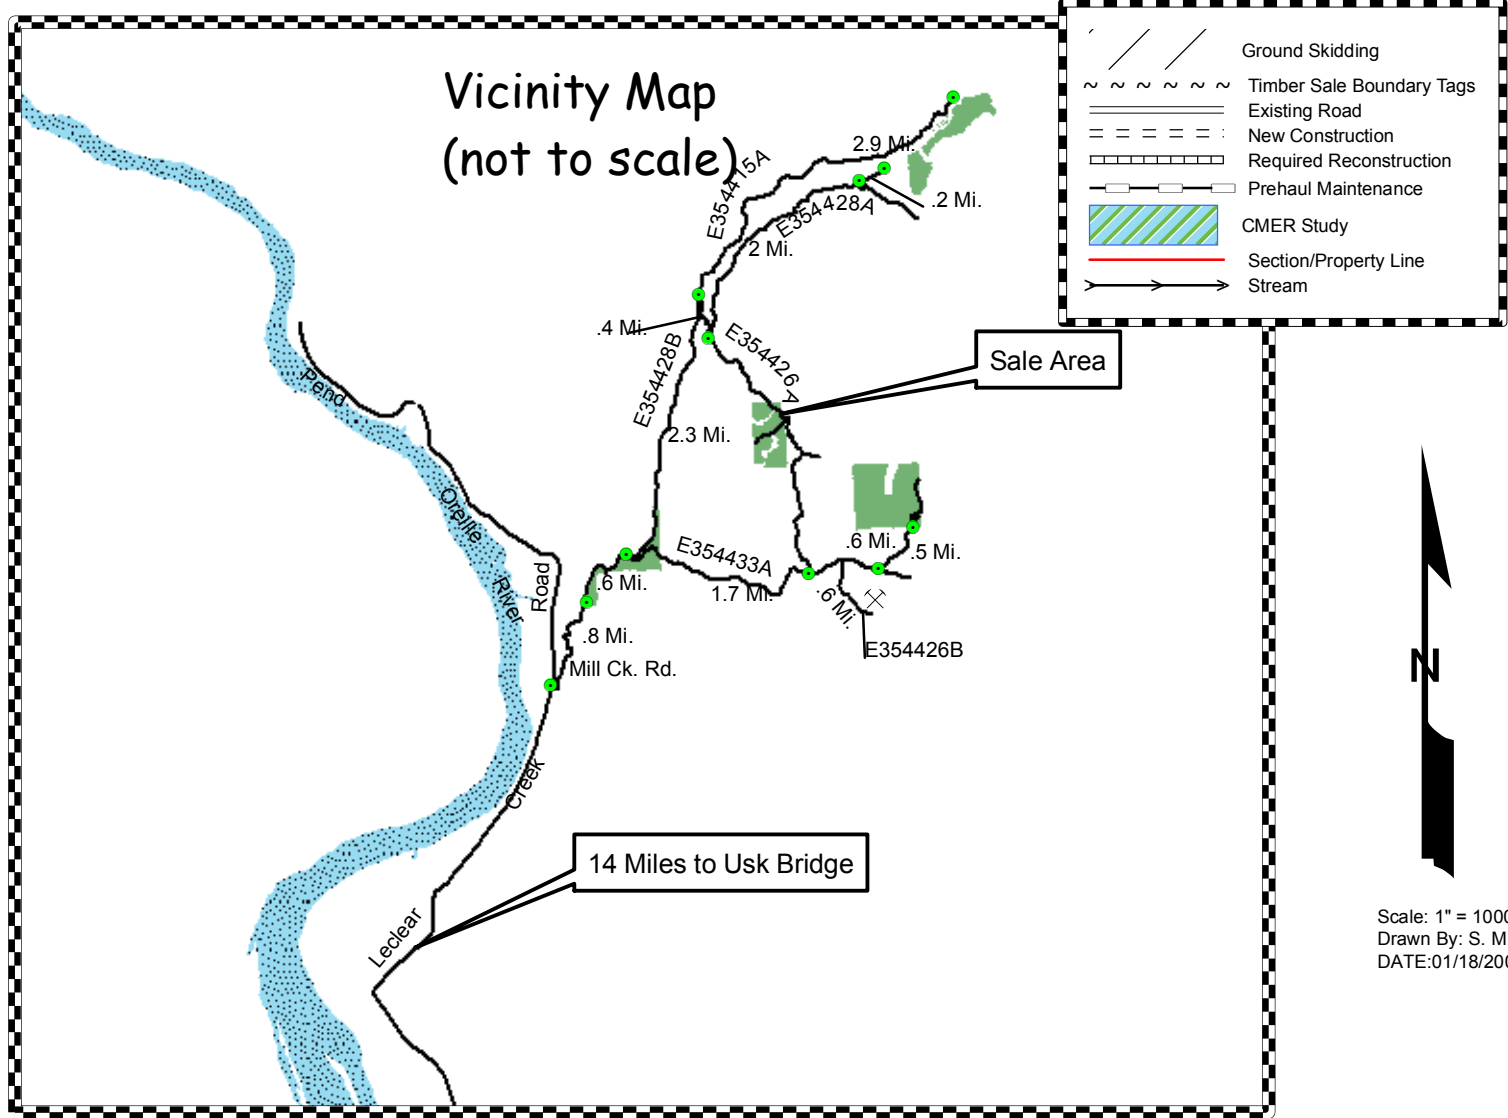 Vicinity Map
(not to scale)
Ground Skidding
Timber Sale Boundary Tags
Existing Road
New Construction
Required Reconstruction
Prehaul Maintenance
CMER Study
Section/Property Line
Stream
2.9 Mi.
E354415A
.2 Mi.
E354428A
2 Mi.
.4 Mi.
E354426 A
E354428B
Sale Area
2.3 Mi.
Pend
Oreille
River
Road
E354433A
.6 Mi.
.5 Mi.
.6 Mi.
1.7 Mi.
.6 Mi.
.8 Mi.
E354426B
Mill Ck. Rd.
N
Creek
14 Miles to Usk Bridge
Leclear
Scale: 1" = 1000
Drawn By: S. M
DATE:01/18/200